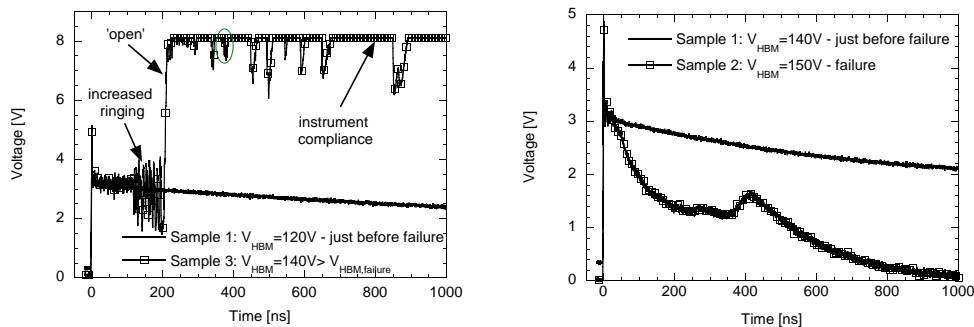 8
6
4
2
0
Voltage [V]
'open'
increased
ringing
instrument
compliance
Sample 1: V_HBM=120V - just before failure
Sample 3: V_HBM=140V> V_HBM,failure
0 200 400 600 800 1000
Time [ns]
5
4
3
2
1
0
Voltage [V]
Sample 1: V_HBM=140V - just before failure
Sample 2: V_HBM=150V - failure
0 200 400 600 800 1000
Time [ns]